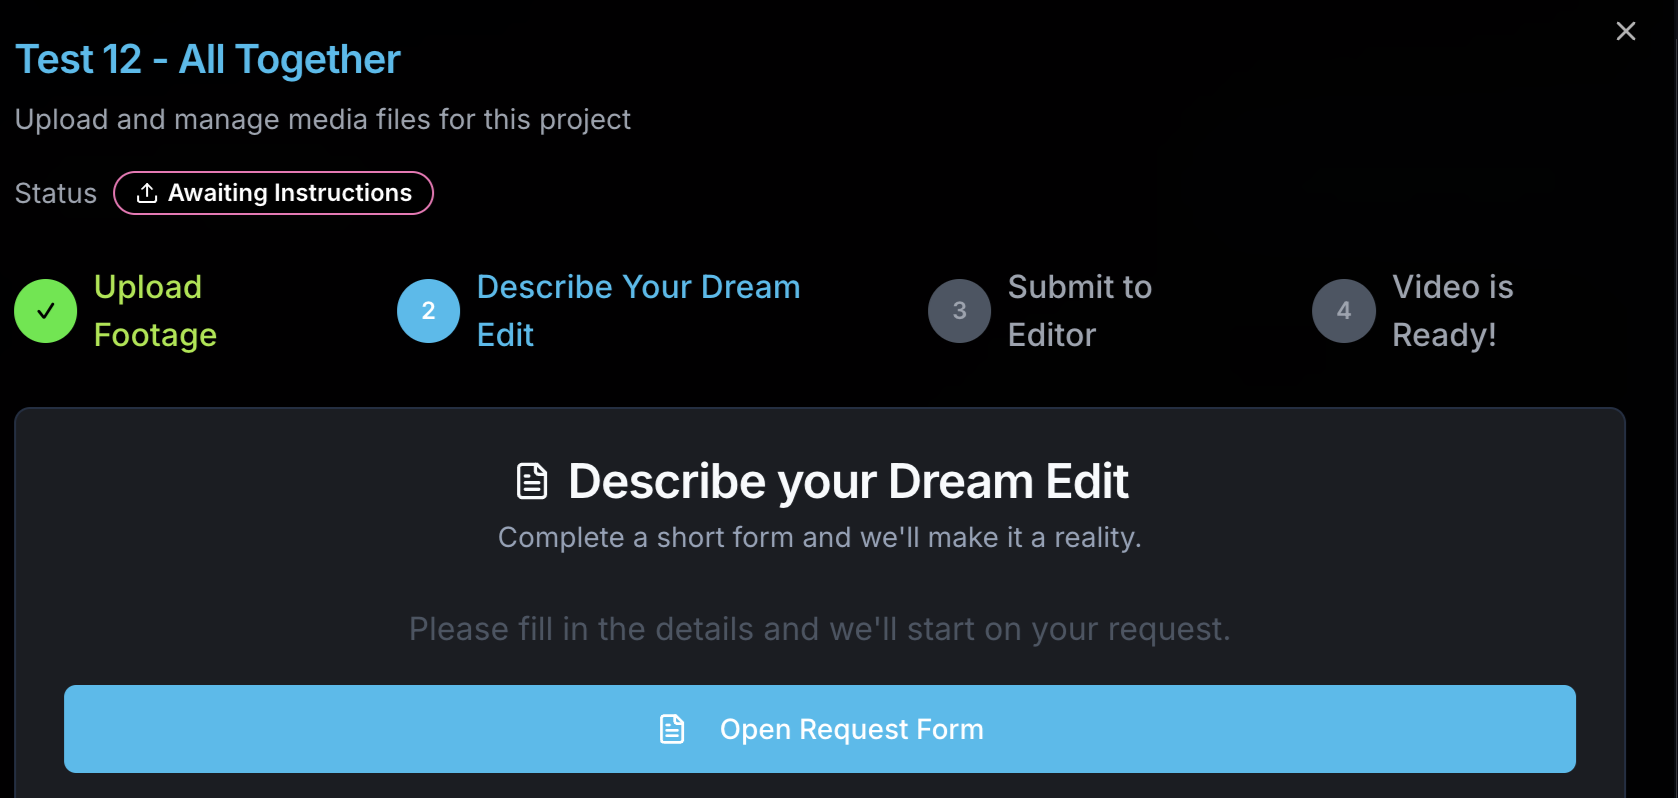 Test 12 - All Together
Upload and manage media files for this project
Status
Awaiting Instructions
Upload
Footage
2
Describe Your Dream
Edit
3
Submit to
Editor
4
Video is
Ready!
Describe your Dream Edit
Complete a short form and we'll make it a reality.
Please fill in the details and we'll start on your request.
Open Request Form